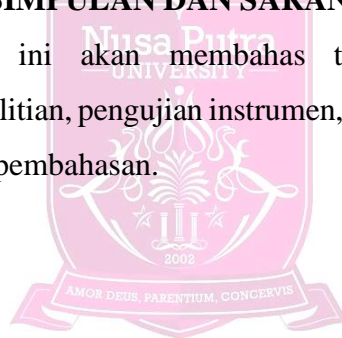 SIMPULAN DAN SARAN
Nusa Putra
ini akan membahas t
UNIVERSITY
litian, pengujian instrumen,
pembahasan.
2002
AMOR DEUS, PARENTIUM, CONCERVIS